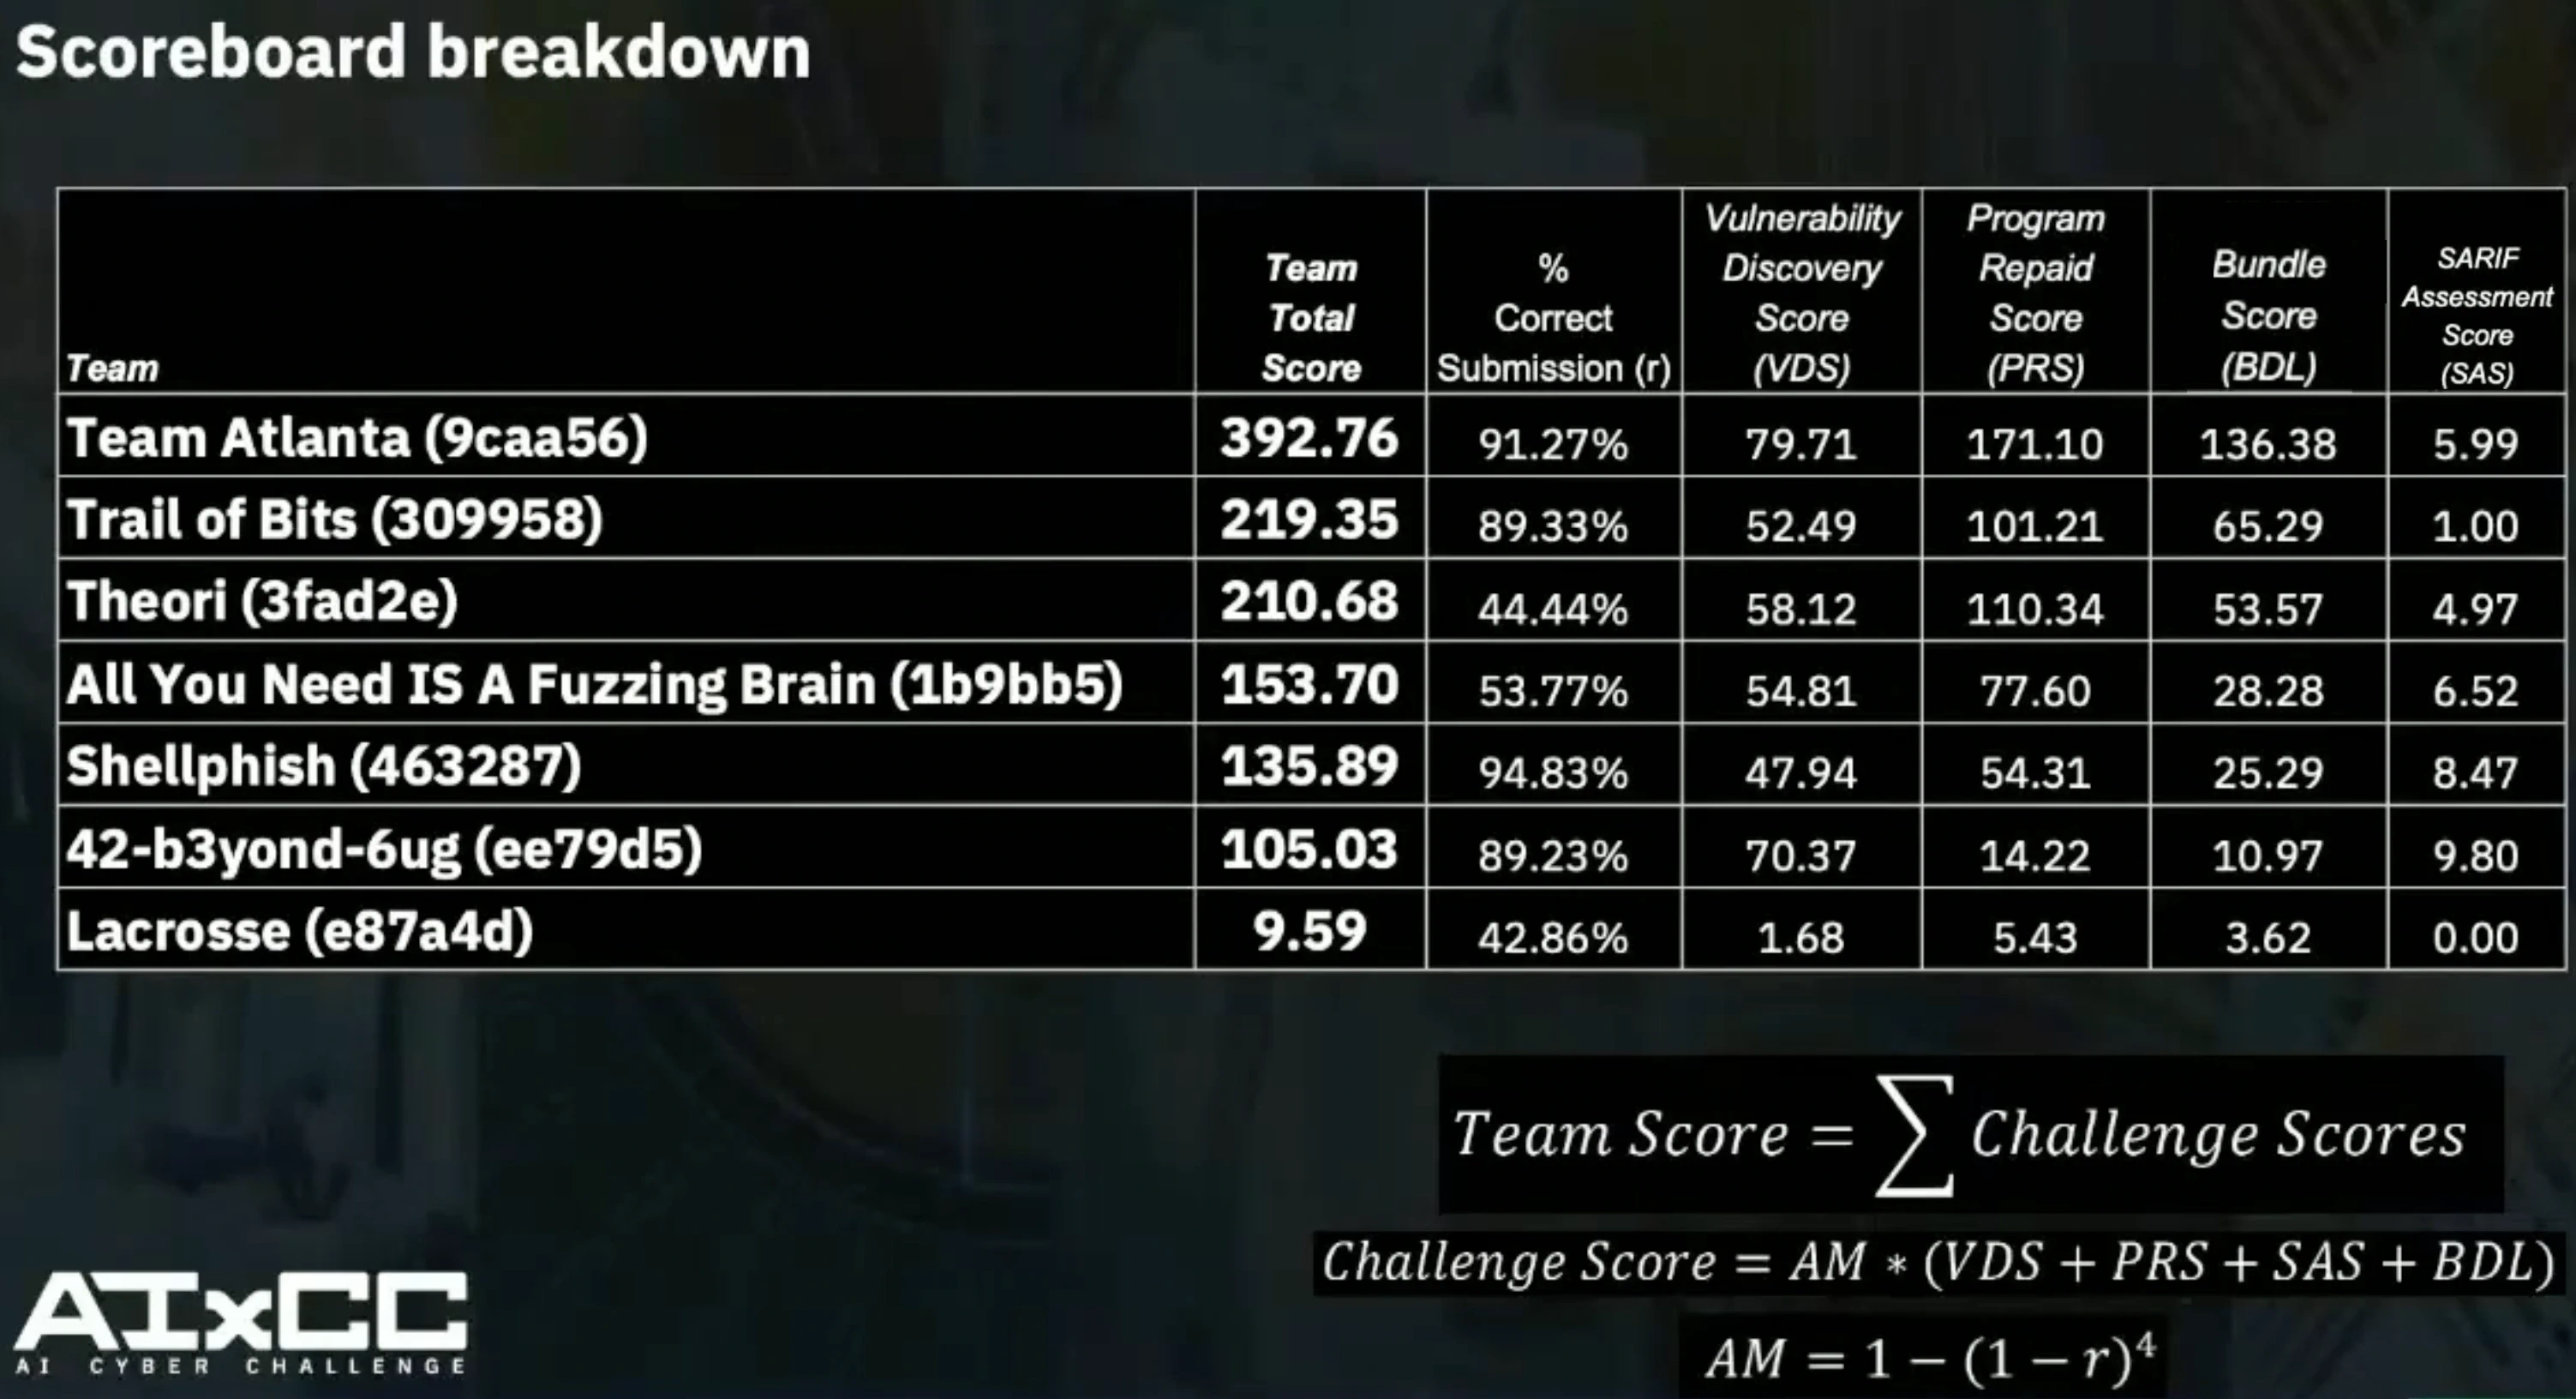 Scoreboard breakdown
Team
Team
Total
Score
%
Correct
Submission (r)
Vulnerability
Discovery
Score
(VDS)
Program
Repaid
Score
(PRS)
Bundle
Score
(BDL)
SARIF
Assessment
Score
(SAS)
Team Atlanta (9caa56) 392.76 91.27% 79.71 171.10 136.38 5.99
Trail of Bits (309958) 219.35 89.33% 52.49 101.21 65.29 1.00
Theori (3fad2e) 210.68 44.44% 58.12 110.34 53.57 4.97
All You Need IS A Fuzzing Brain (1b9bb5) 153.70 53.77% 54.81 77.60 28.28 6.52
Shellphish (463287) 135.89 94.83% 47.94 54.31 25.29 8.47
42-b3yond-6ug (ee79d5) 105.03 89.23% 70.37 14.22 10.97 9.80
Lacrosse (e87a4d) 9.59 42.86% 1.68 5.43 3.62 0.00
Team Score = ∑ Challenge Scores
Challenge Score = AM * (VDS + PRS + SAS + BDL)
AM = 1 − (1 − r)⁴
AIxCC
AI CYBER CHALLENGE